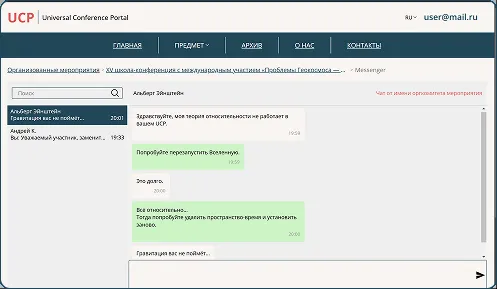 UCP | Universal Conference Portal
RU
user@mail.ru
ГЛАВНАЯ ПРЕДМЕТ АРХИВ О НАС КОНТАКТЫ
Организованные мероприятия - XV школа-конференция с международным участием «Проблемы Геокосмоса — ... - Messenger
Поиск
Альберт Эйнштейн
Гравитация вас не поймёт... 20:01
Андрей К.
Вы: Уважаемый участник, заменит... 19:33
Альберт Эйнштейн
Чат от имени оргкомитета мероприятия
Здравствуйте, моя теория относительности не работает в
вашем UCP.
19:58
Попробуйте перезапустить Вселенную.
19:59
Это долго.
20:00
Всё относительно...
Тогда попробуйте удалить пространство-время и установить
заново.
20:00
Гравитация вас не поймёт...